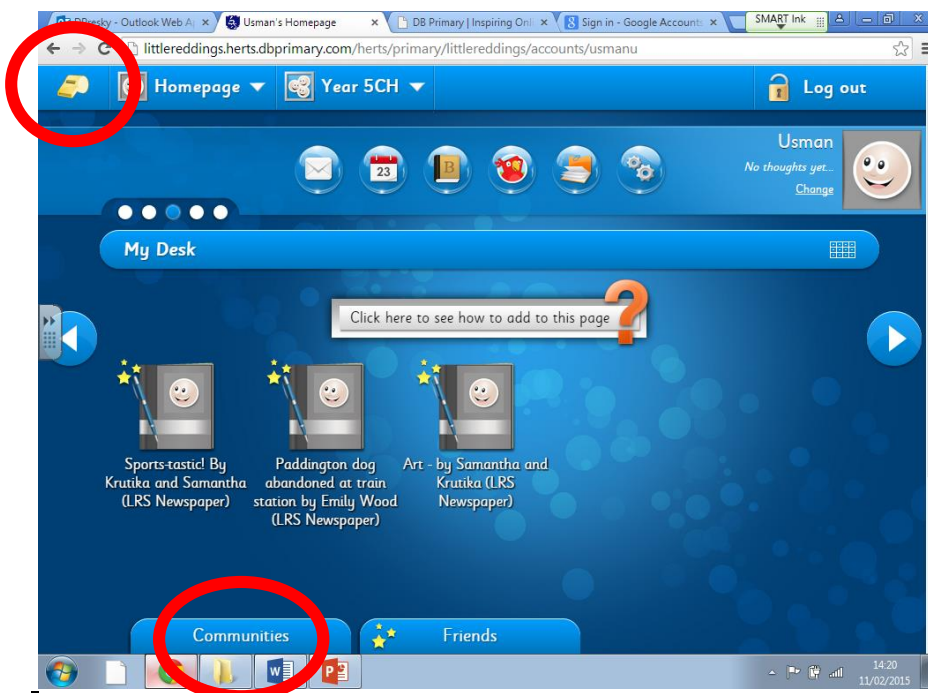 DPresky - Outlook Web Ap
Usman's Homepage
DB Primary | Inspiring Onli
Sign in - Google Accounts
SMART Ink
littlereddings.herts.dbprimary.com/herts/primary/littlereddings/accounts/usmanu
Homepage
Year 5CH
Log out
23
B
Usman
No thoughts yet...
Change
My Desk
Click here to see how to add to this page
?
Sports-tastic! By
Krutika and Samantha
(LRS Newspaper)
Paddington dog
abandoned at train
station by Emily Wood
(LRS Newspaper)
Art - by Samantha and
Krutika (LRS
Newspaper)
Communities
Friends
W
P
14:20
11/02/2015